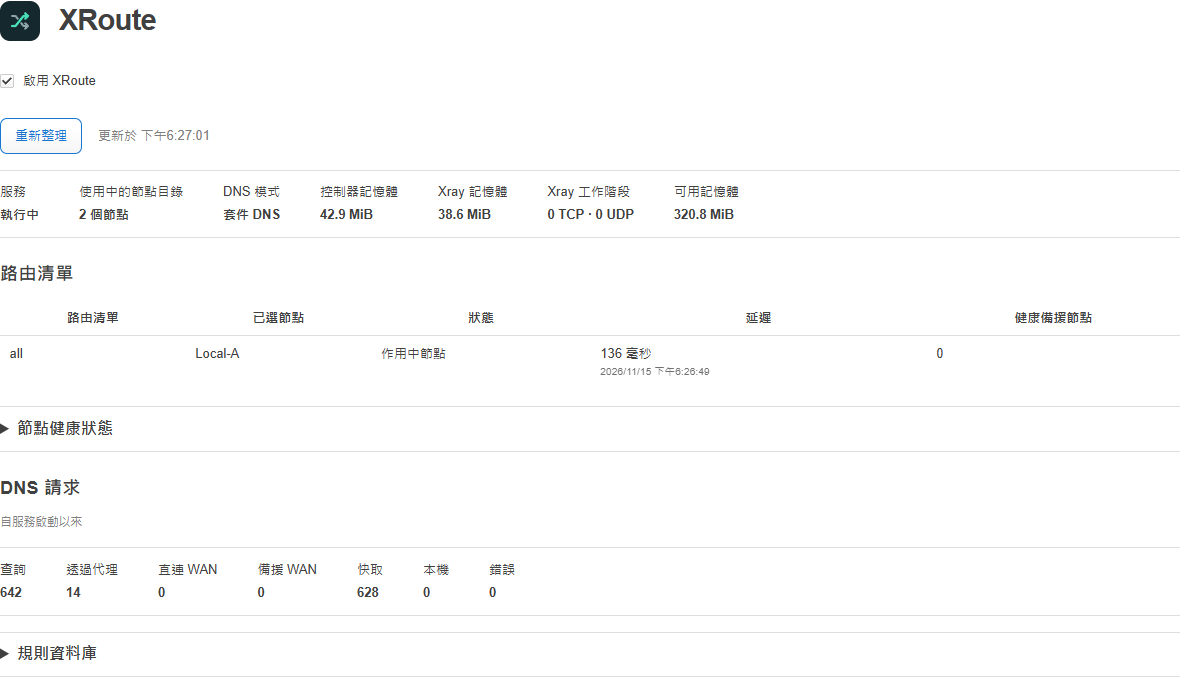 XRoute
啟用 XRoute
重新整理 更新於 下午6:27:01
服務 使用中的節點目錄 DNS 模式 控制器記憶體 Xray 記憶體 Xray 工作階段 可用記憶體
執行中 2 個節點 套件 DNS 42.9 MiB 38.6 MiB 0 TCP · 0 UDP 320.8 MiB
路由清單
路由清單 已選節點 狀態 延遲 健康備援節點
all Local-A 作用中節點 136 毫秒 0
2026/11/15 下午6:26:49
節點健康狀態
DNS 請求
自服務啟動以來
查詢 透過代理 直連 WAN 備援 WAN 快取 本機 錯誤
642 14 0 0 628 0 0
規則資料庫